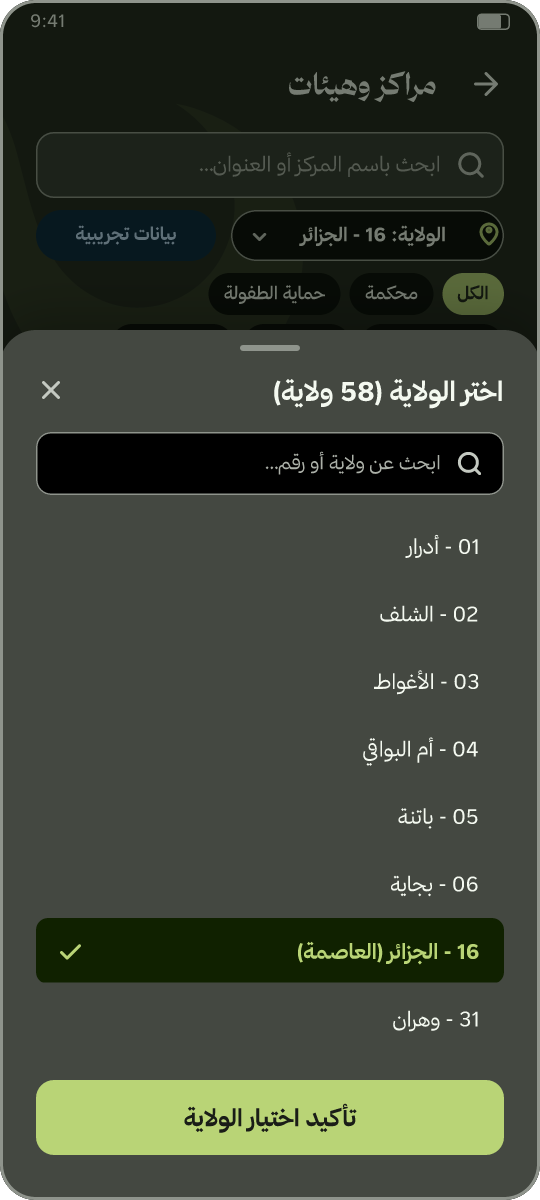 9:41
مراكز وهيئات
ابحث باسم المركز أو العنوان...
الولاية: 16 - الجزائر
بيانات تجريبية
الكل
محكمة
حماية الطفولة
اختر الولاية (58 ولاية)
ابحث عن ولاية أو رقم...
01 - أدرار
02 - الشلف
03 - الأغواط
04 - أم البواقي
05 - باتنة
06 - بجاية
16 - الجزائر (العاصمة)
31 - وهران
تأكيد اختيار الولاية